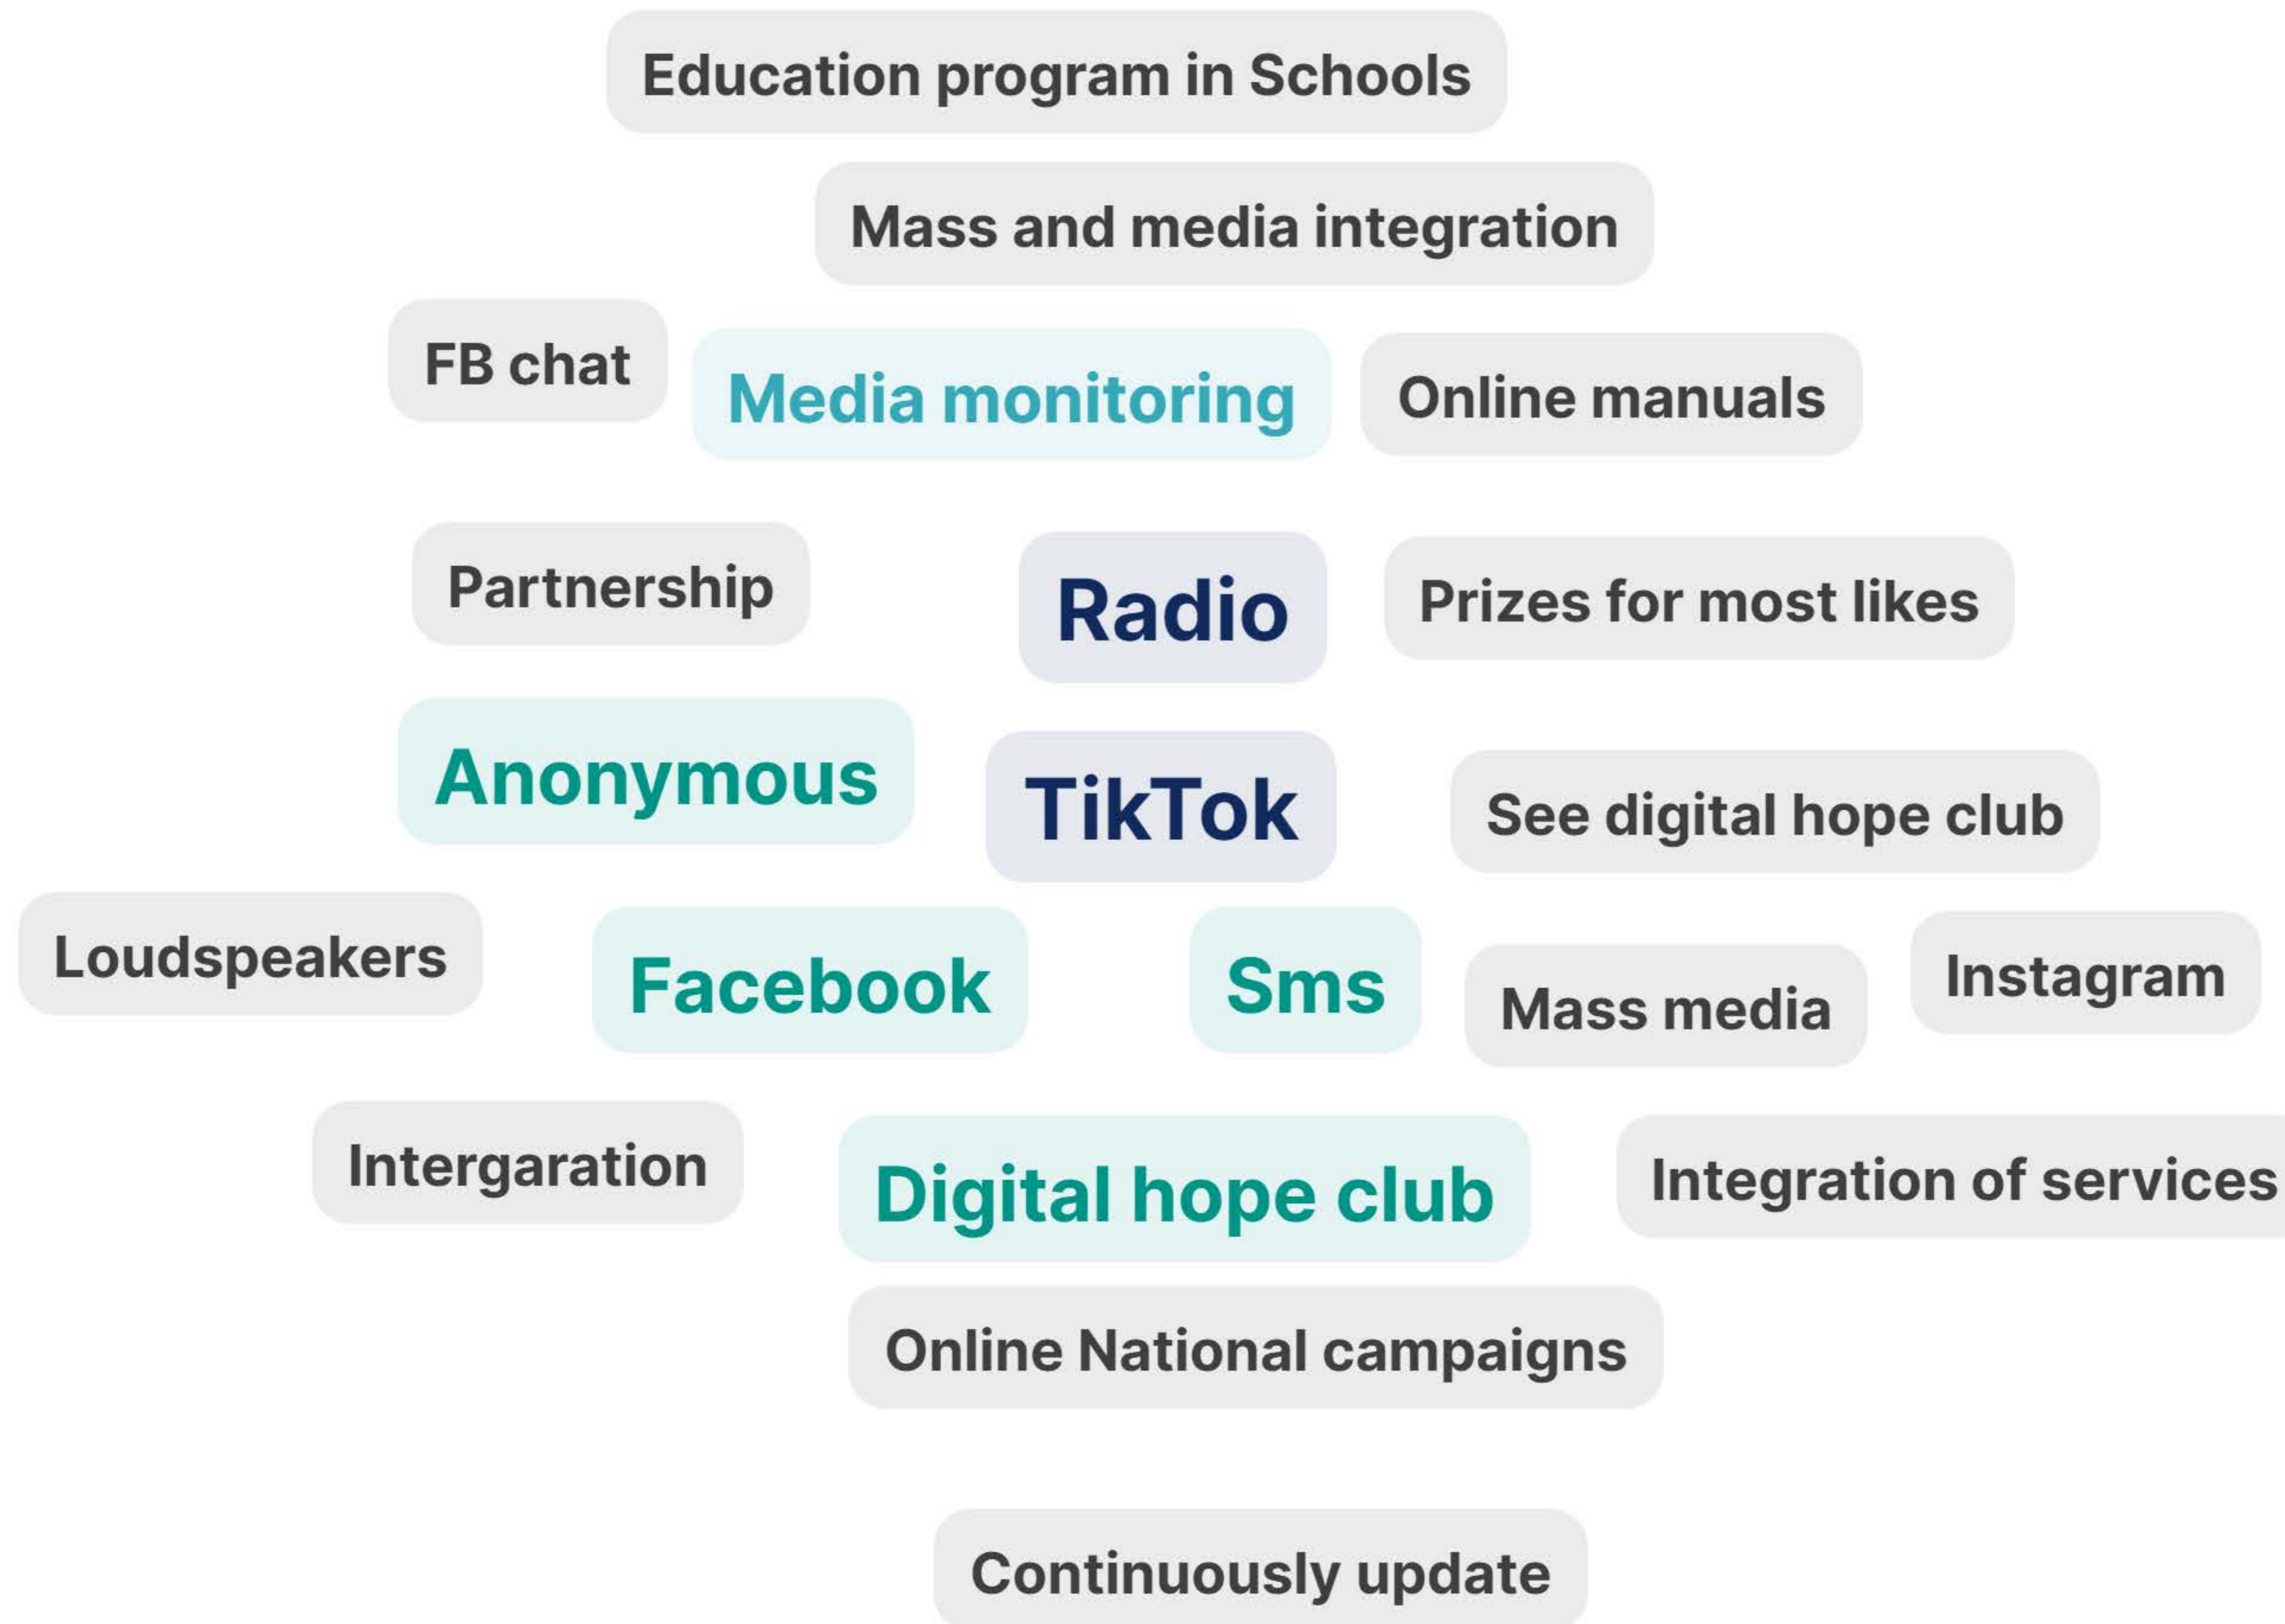 Education program in Schools
Mass and media integration
FB chat
Media monitoring
Online manuals
Partnership
Radio
Prizes for most likes
Anonymous
TikTok
See digital hope club
Loudspeakers
Facebook
Sms
Mass media
Instagram
Intergaration
Digital hope club
Integration of services
Online National campaigns
Continuously update